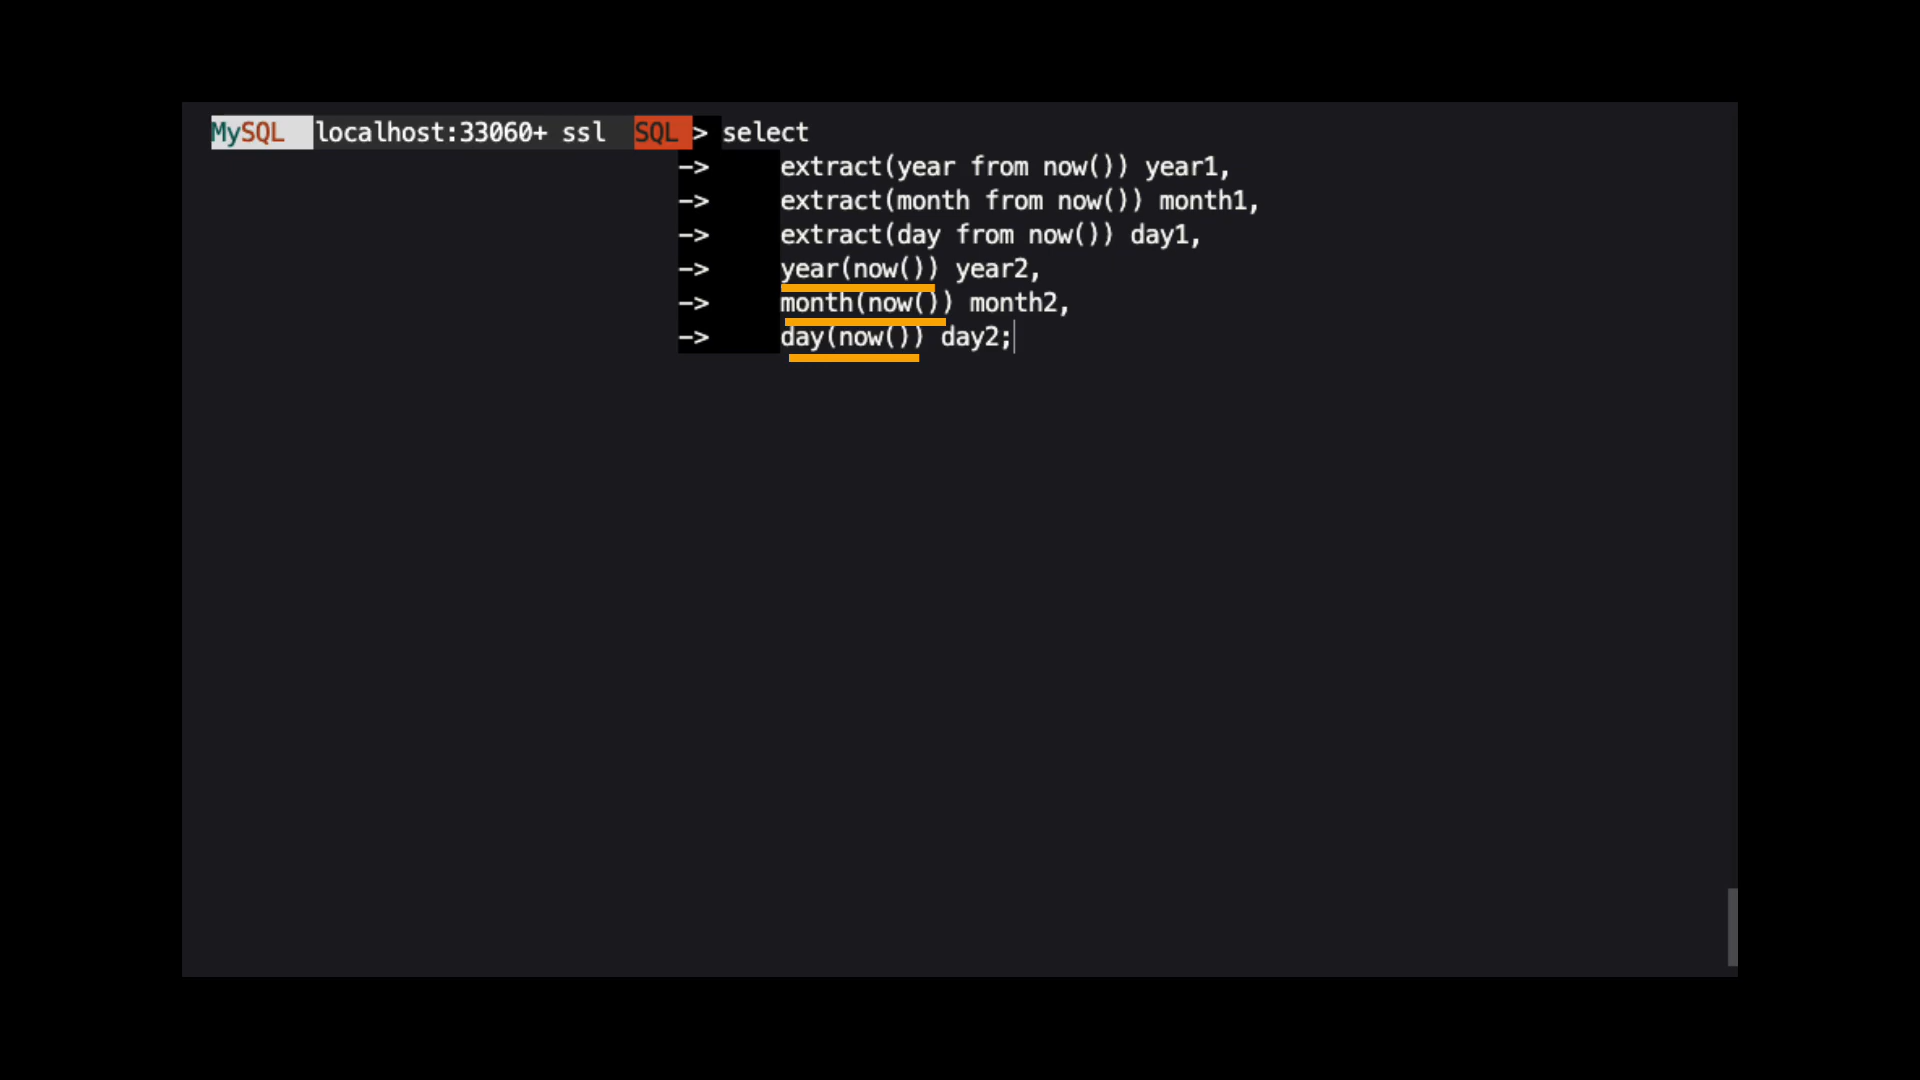 MySQL localhost:33060+ ssl SQL > select
-> extract(year from now()) year1,
-> extract(month from now()) month1,
-> extract(day from now()) day1,
-> year(now()) year2,
-> month(now()) month2,
-> day(now()) day2;